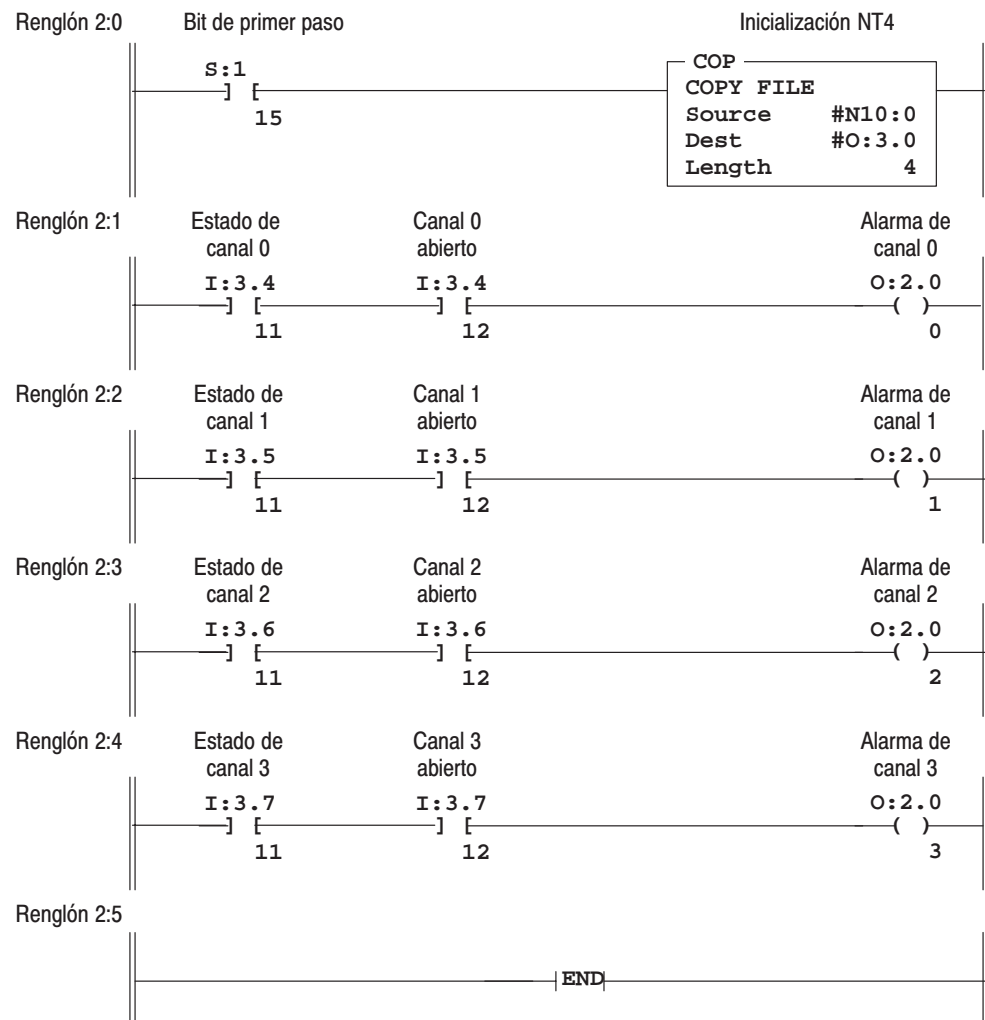 Renglón 2:0 Bit de primer paso Inicialización NT4
S:1
] [
15
COP
COPY FILE
Source #N10:0
Dest #O:3.0
Length 4
Renglón 2:1 Estado de canal 0 Canal 0 abierto Alarma de canal 0
I:3.4 I:3.4 O:2.0
] [ ] [ ( )
11 12 0
Renglón 2:2 Estado de canal 1 Canal 1 abierto Alarma de canal 1
I:3.5 I:3.5 O:2.0
] [ ] [ ( )
11 12 1
Renglón 2:3 Estado de canal 2 Canal 2 abierto Alarma de canal 2
I:3.6 I:3.6 O:2.0
] [ ] [ ( )
11 12 2
Renglón 2:4 Estado de canal 3 Canal 3 abierto Alarma de canal 3
I:3.7 I:3.7 O:2.0
] [ ] [ ( )
11 12 3
Renglón 2:5
END